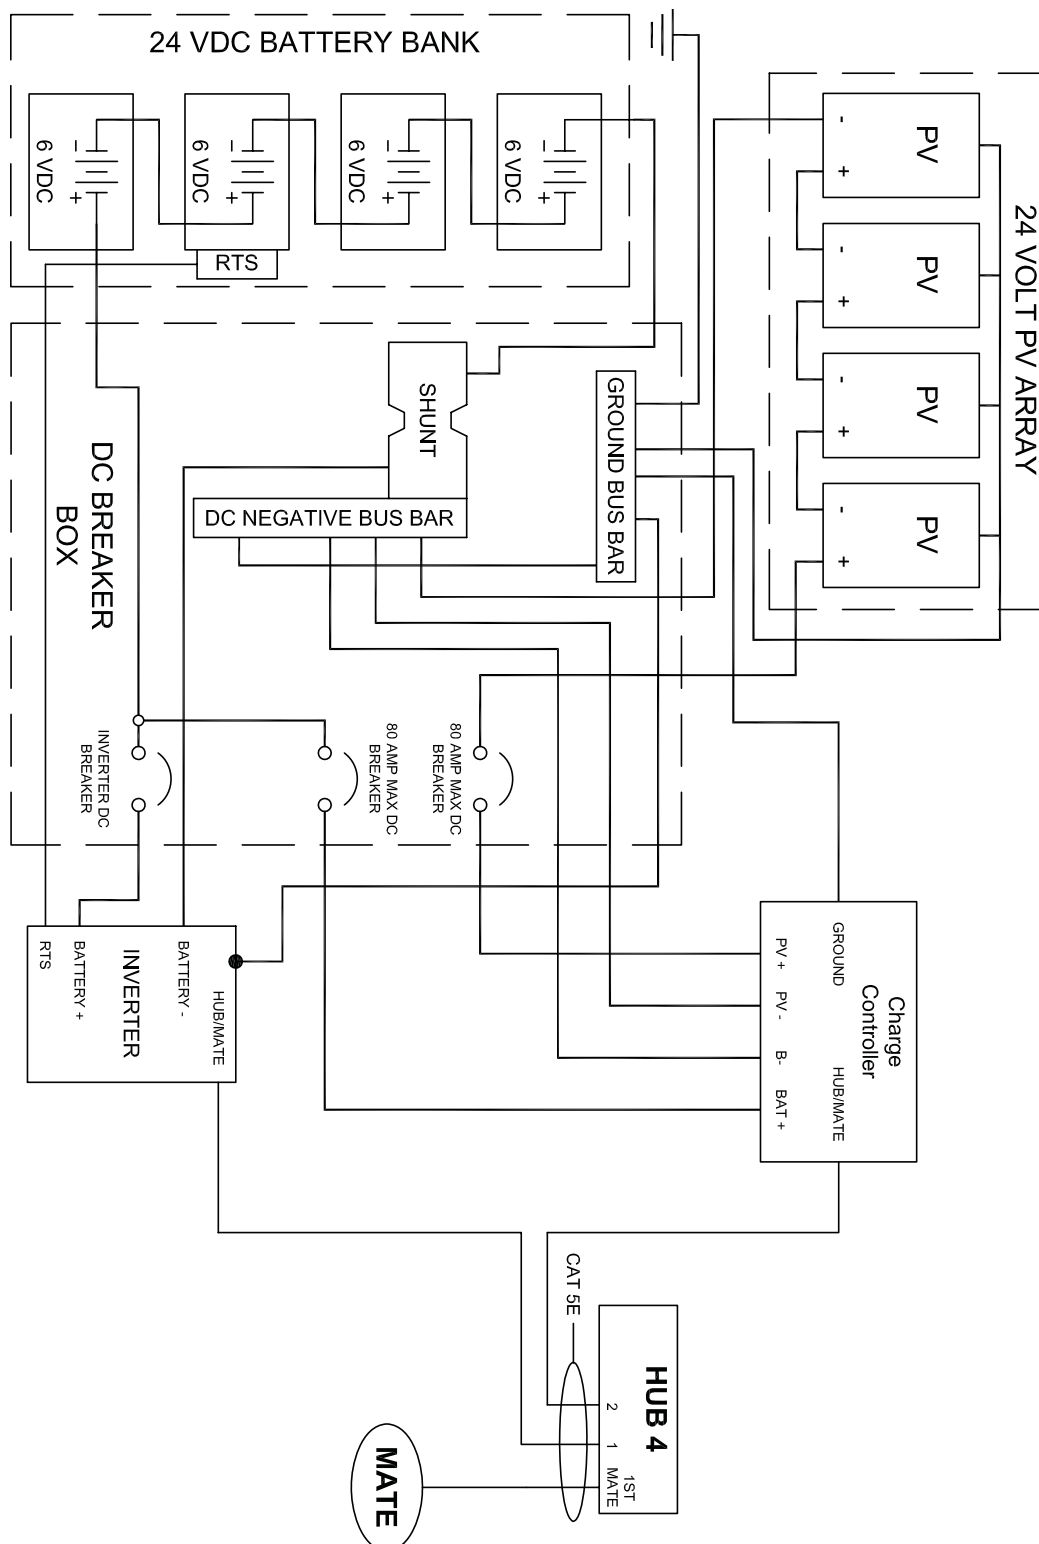 24 VDC BATTERY BANK
-
+
6 VDC
-
+
6 VDC
-
+
6 VDC
-
+
6 VDC
RTS
24 VOLT PV ARRAY
-
+
PV
-
+
PV
-
+
PV
-
+
PV
SHUNT
DC NEGATIVE BUS BAR
GROUND BUS BAR
DC BREAKER
BOX
INVERTER DC
BREAKER
80 AMP MAX DC
BREAKER
80 AMP MAX DC
BREAKER
RTS
BATTERY +
INVERTER
BATTERY -
HUB/MATE
Charge
Controller
GROUND
HUB/MATE
PV +
PV -
B-
BAT +
CAT 5E
HUB 4
2
1
1ST
MATE
MATE